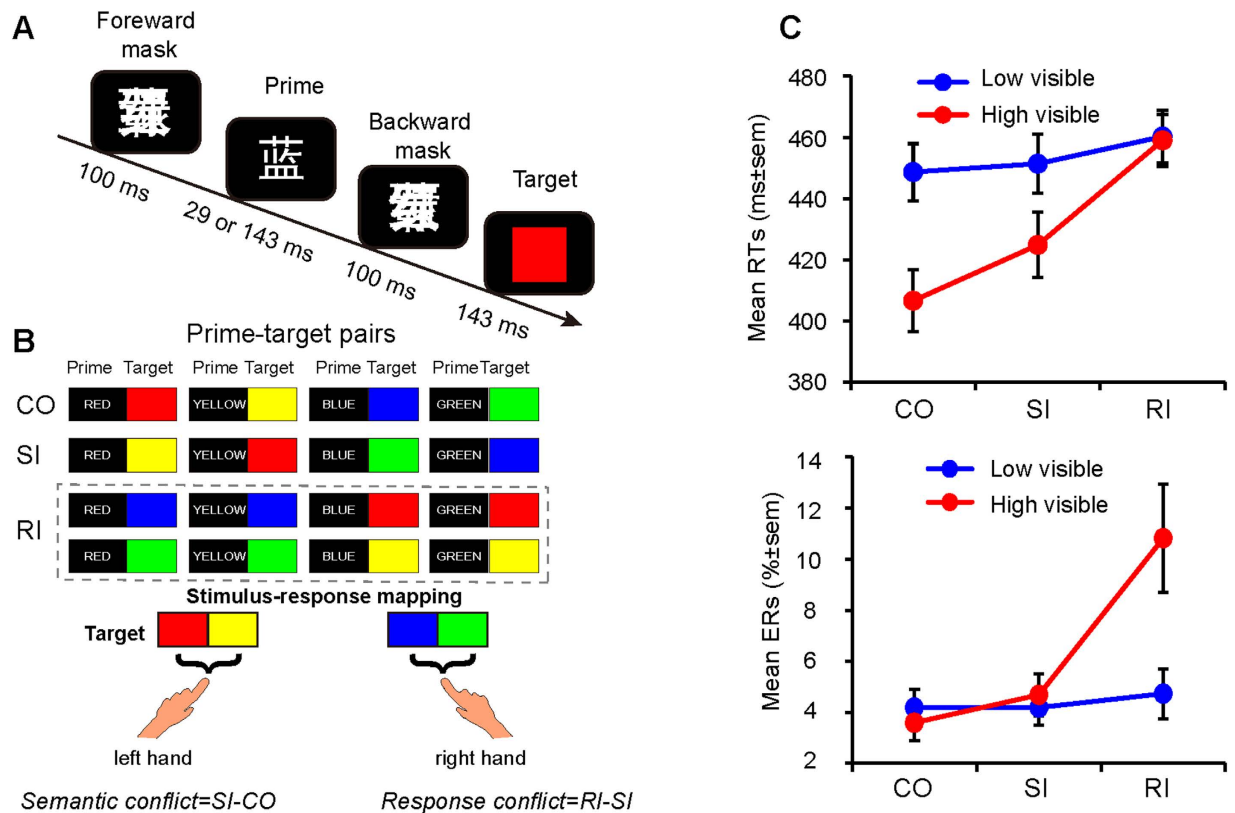 A
Foreward
mask
Prime
蓝
Backward
mask
Target
100 ms
29 or 143 ms
100 ms
143 ms
B
Prime-target pairs
Prime Target Prime Target Prime Target Prime Target
CO RED YELLOW BLUE GREEN
SI RED YELLOW BLUE GREEN
RI RED YELLOW BLUE GREEN
RED YELLOW BLUE GREEN
Stimulus-response mapping
Target
left hand right hand
Semantic conflict=SI-CO Response conflict=RI-SI
C
Low visible
High visible
Mean RTs (ms±sem)
480
460
440
420
400
380
CO SI RI
Low visible
High visible
Mean ERs (%±sem)
14
12
10
8
6
4
2
CO SI RI